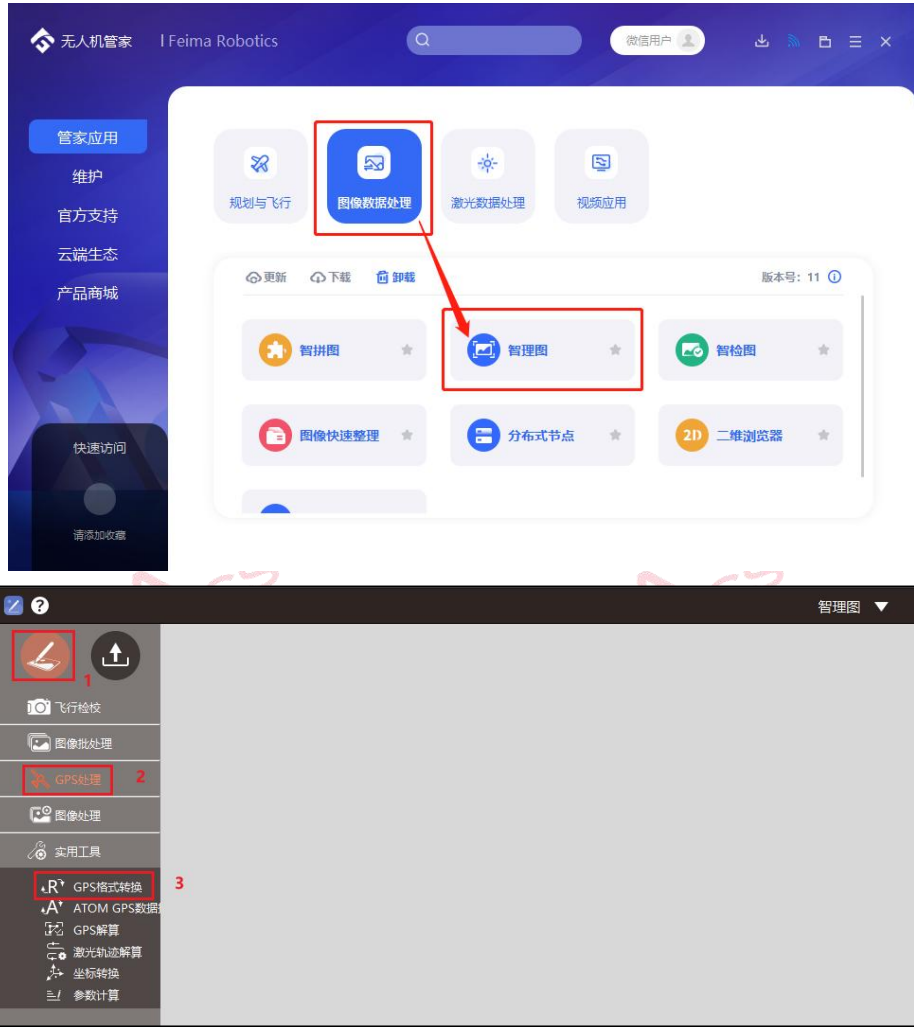 无人机管家 | Feima Robotics 微信用户
管家应用
维护
官方支持
云端生态
产品商城
快速访问
请添加收藏
规划与飞行 图像数据处理 激光数据处理 视频应用
更新 下载 卸载 版本号: 11
智拼图 智理图 智检图
图像快速整理 分布式节点 2D 二维浏览器
? 智理图
1
飞行检校
图像批处理
GPS处理 2
图像处理
实用工具
R GPS格式转换 3
A ATOM GPS数据
GPS解算
激光轨迹解算
坐标转换
参数计算